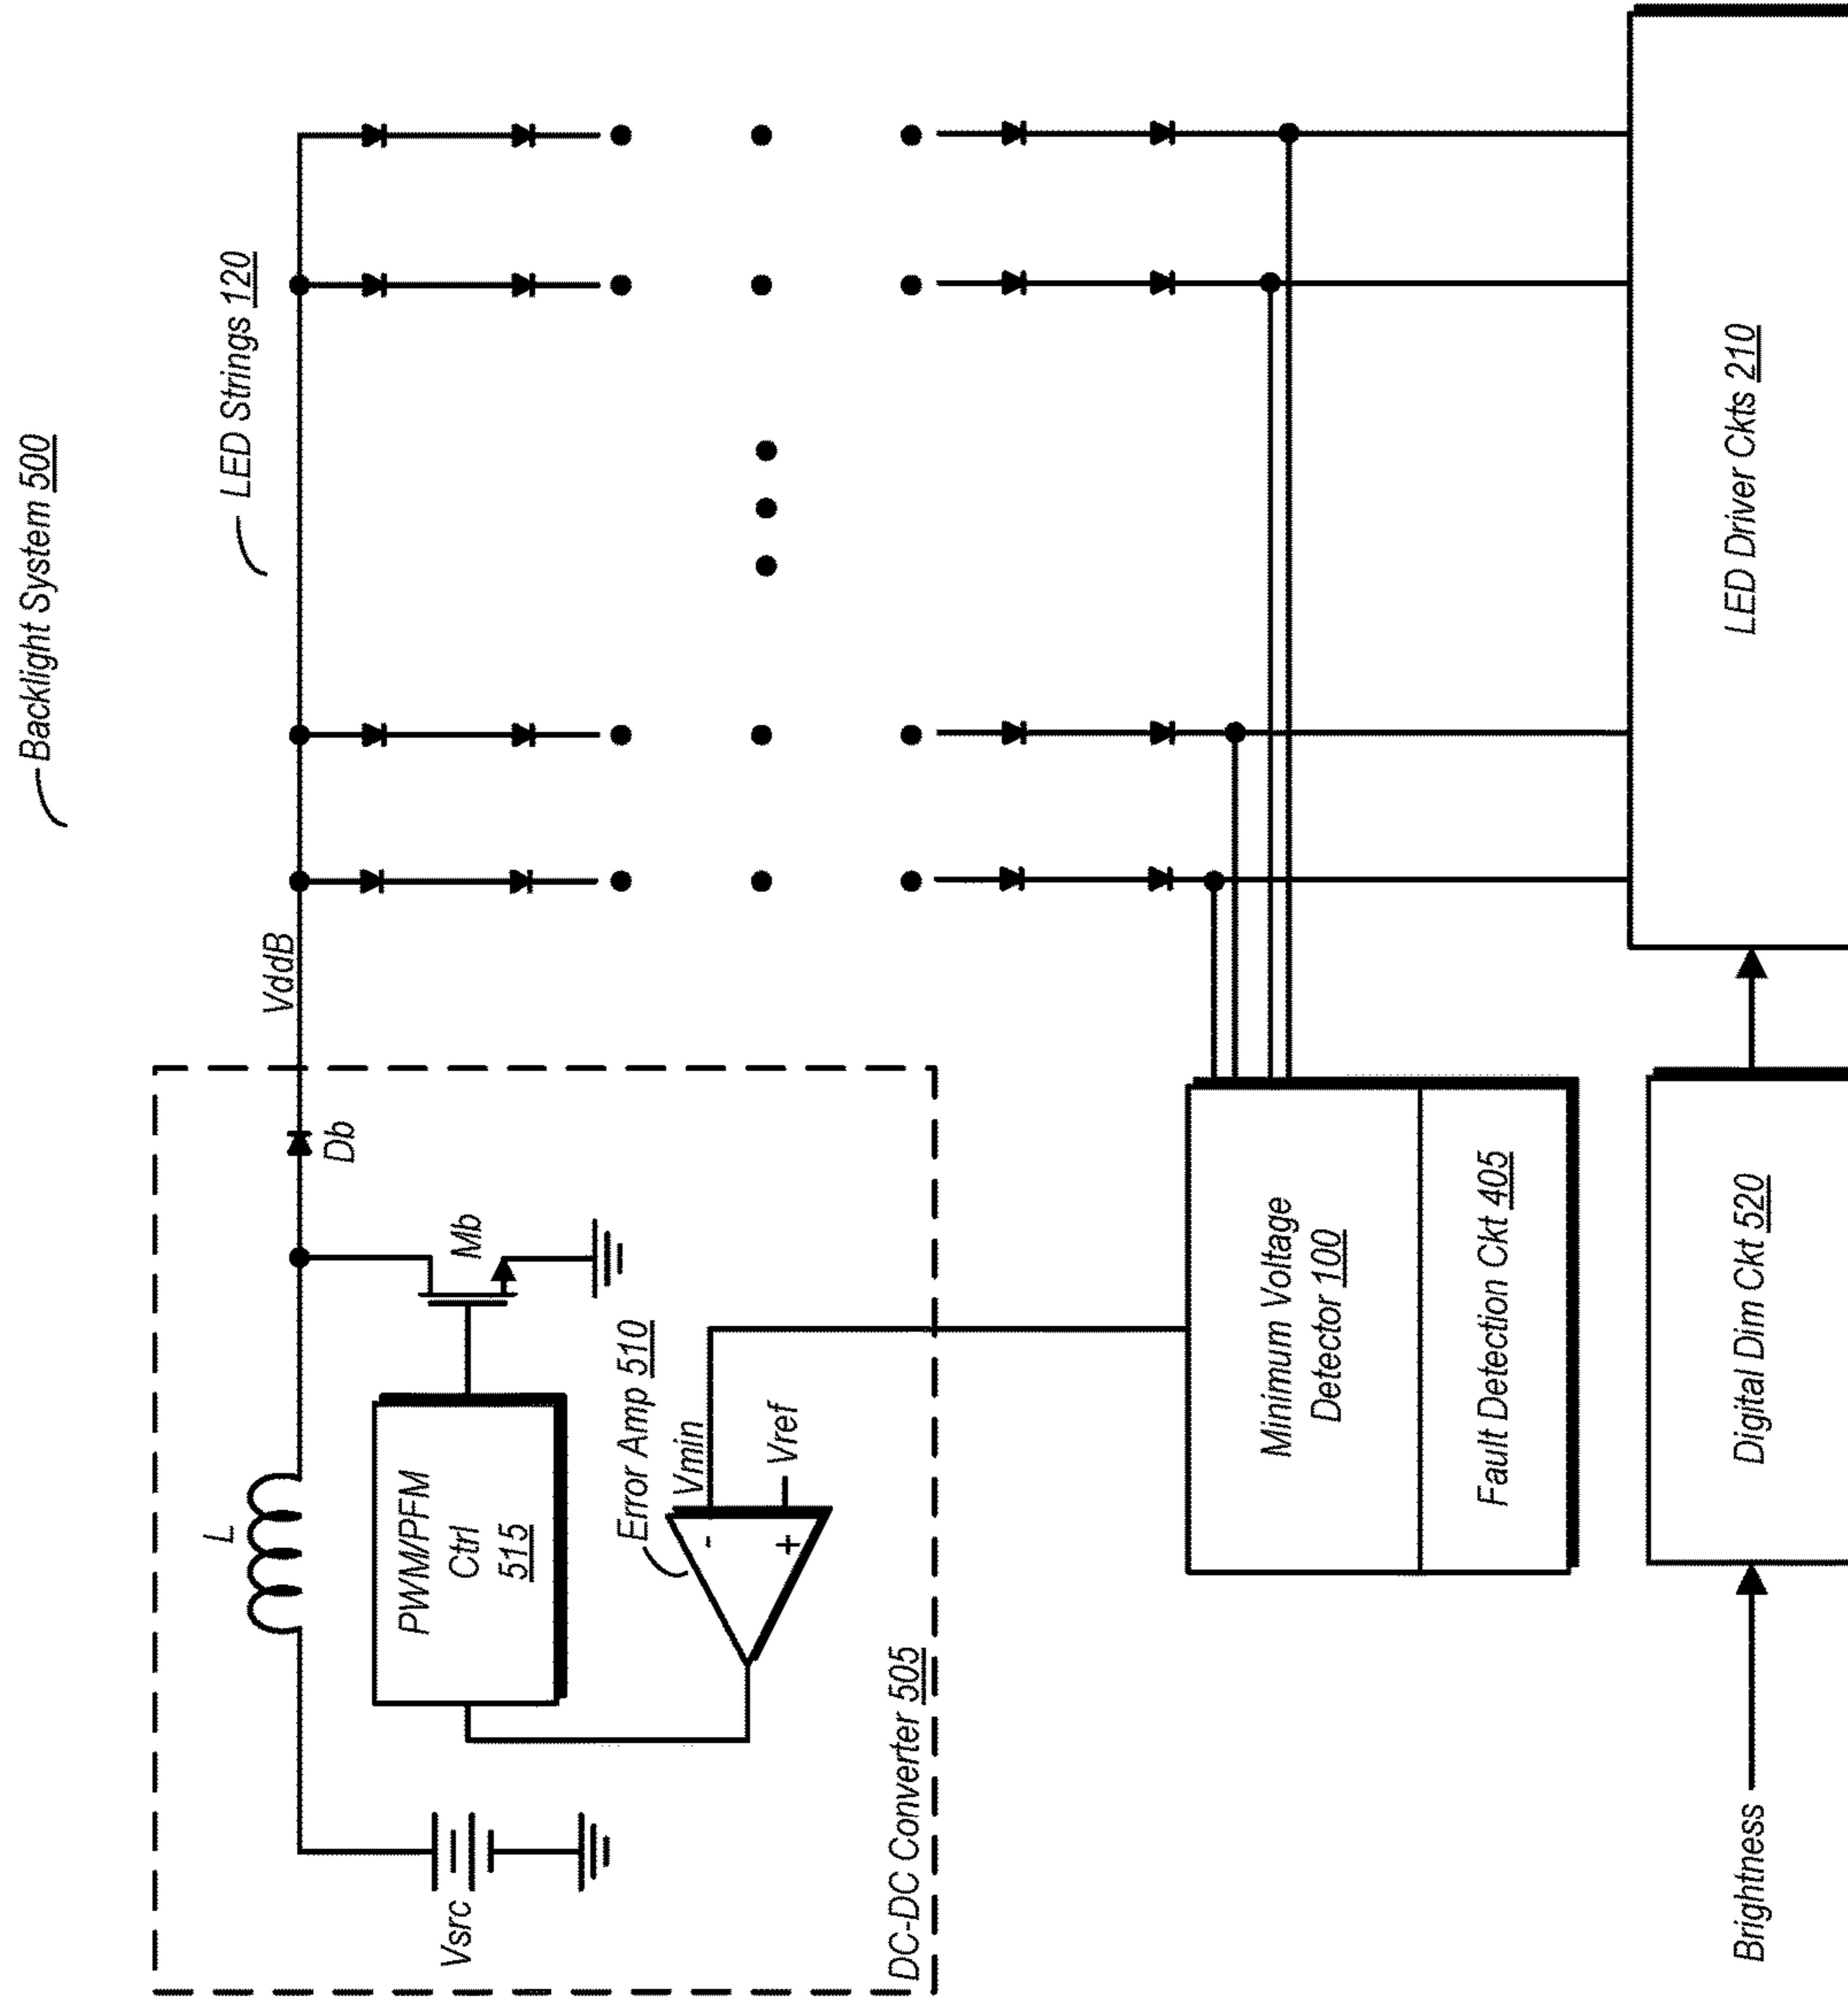 Backlight System 500
LED Strings 120
VddB
L
Db
Mb
PWM/PFM
Ctrl
515
Error Amp 510
Vmin
Vref
-
+
Vsrc
DC-DC Converter 505
Minimum Voltage
Detector 100
Fault Detection Ckt 405
LED Driver Ckts 210
Digital Dim Ckt 520
Brightness